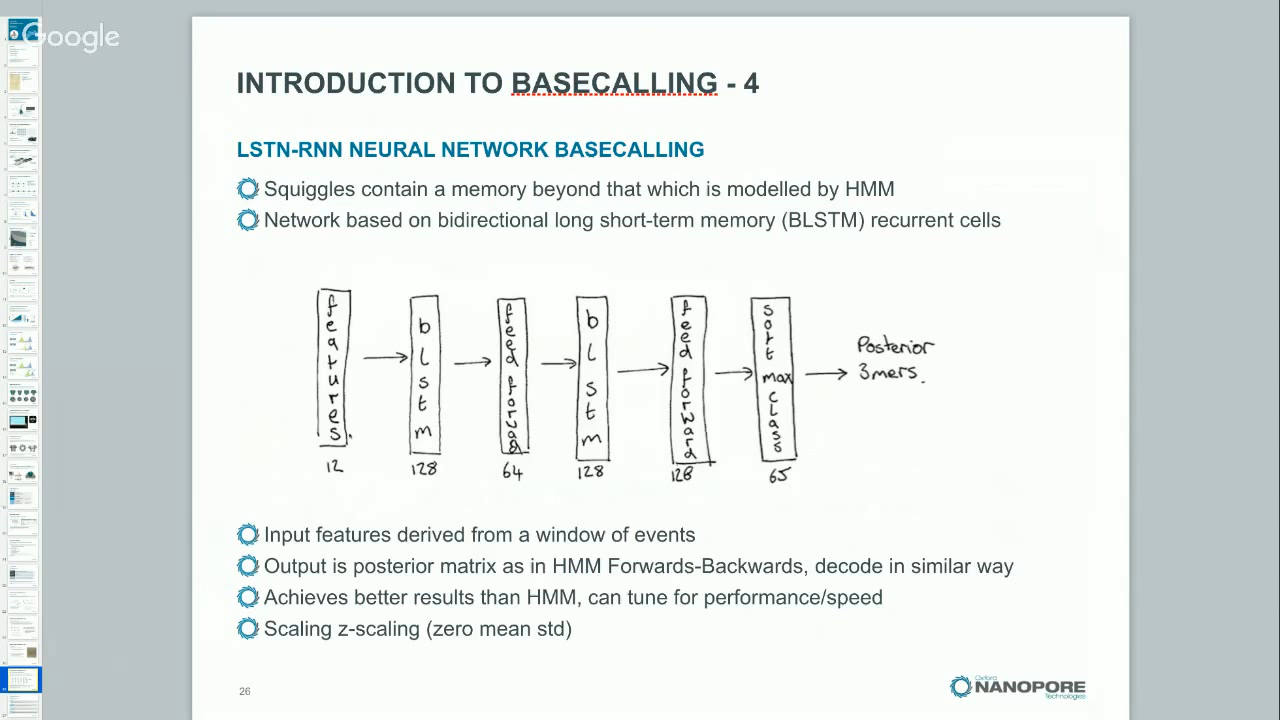 Google
INTRODUCTION TO BASECALLING - 4
LSTN-RNN NEURAL NETWORK BASECALLING
Squiggles contain a memory beyond that which is modelled by HMM
Network based on bidirectional long short-term memory (BLSTM) recurrent cells
features
blstm
feed forwad
blstm
feed forward
soft max class
Posterior
3mers.
12
128
64
128
128
65
Input features derived from a window of events
Output is posterior matrix as in HMM Forwards-Backwards, decode in similar way
Achieves better results than HMM, can tune for performance/speed
Scaling z-scaling (zero mean std)
26
Oxford
NANOPORE
Technologies